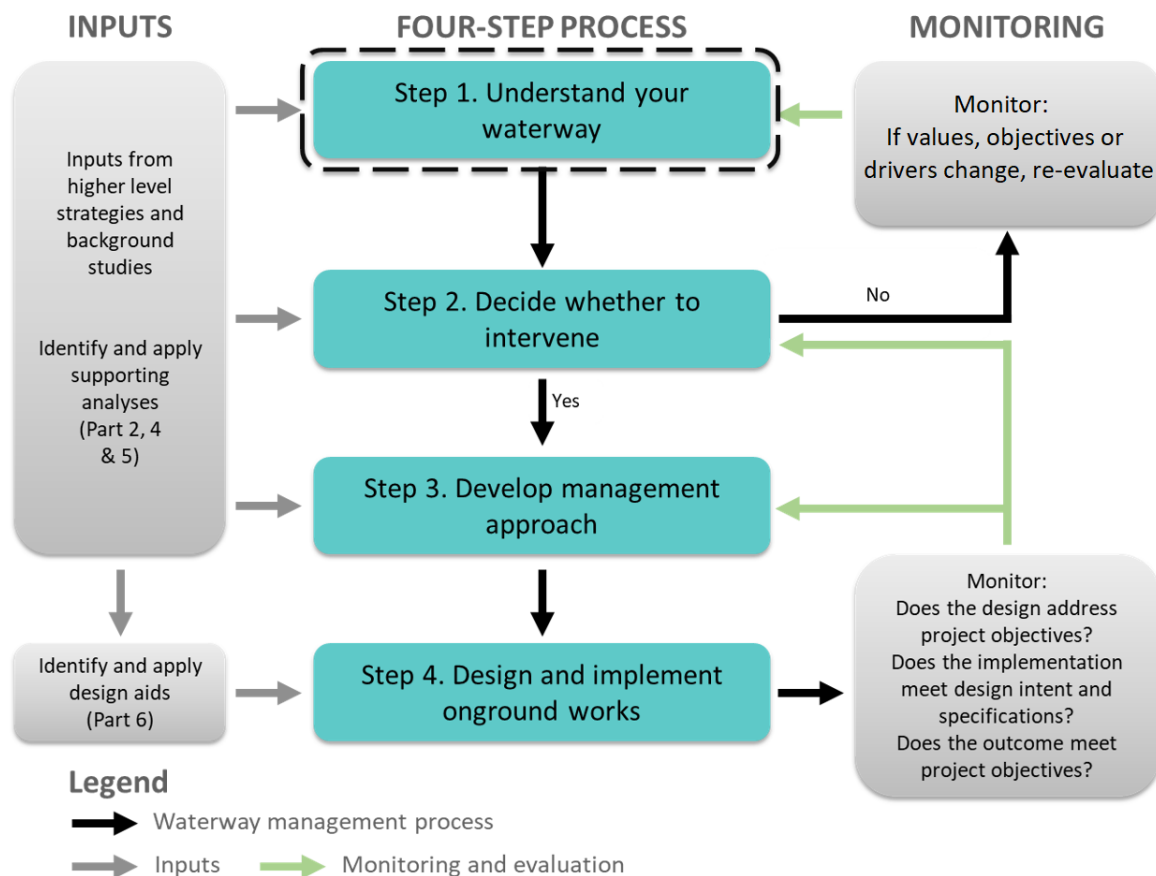 INPUTS
FOUR-STEP PROCESS
MONITORING
Inputs from
higher level
strategies and
background
studies
Identify and apply
supporting
analyses
(Part 2, 4
& 5)
Identify and apply
design aids
(Part 6)
Step 1. Understand your
waterway
Step 2. Decide whether to
intervene
No
Yes
Step 3. Develop management
approach
Step 4. Design and implement
onground works
Monitor:
If values, objectives or
drivers change, re-evaluate
Monitor:
Does the design address
project objectives?
Does the implementation
meet design intent and
specifications?
Does the outcome meet
project objectives?
Legend
Waterway management process
Inputs
Monitoring and evaluation